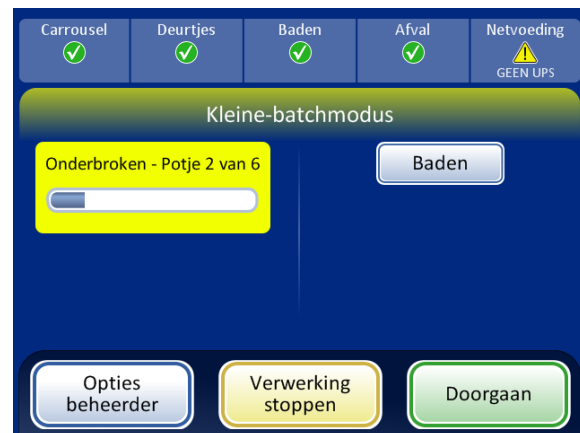 Carrousel
Deurtjes
Baden
Afval
Netvoeding
GEEN UPS
Kleine-batchmodus
Onderbroken - Potje 2 van 6
Baden
Opties
beheerder
Verwerking
stoppen
Doorgaan